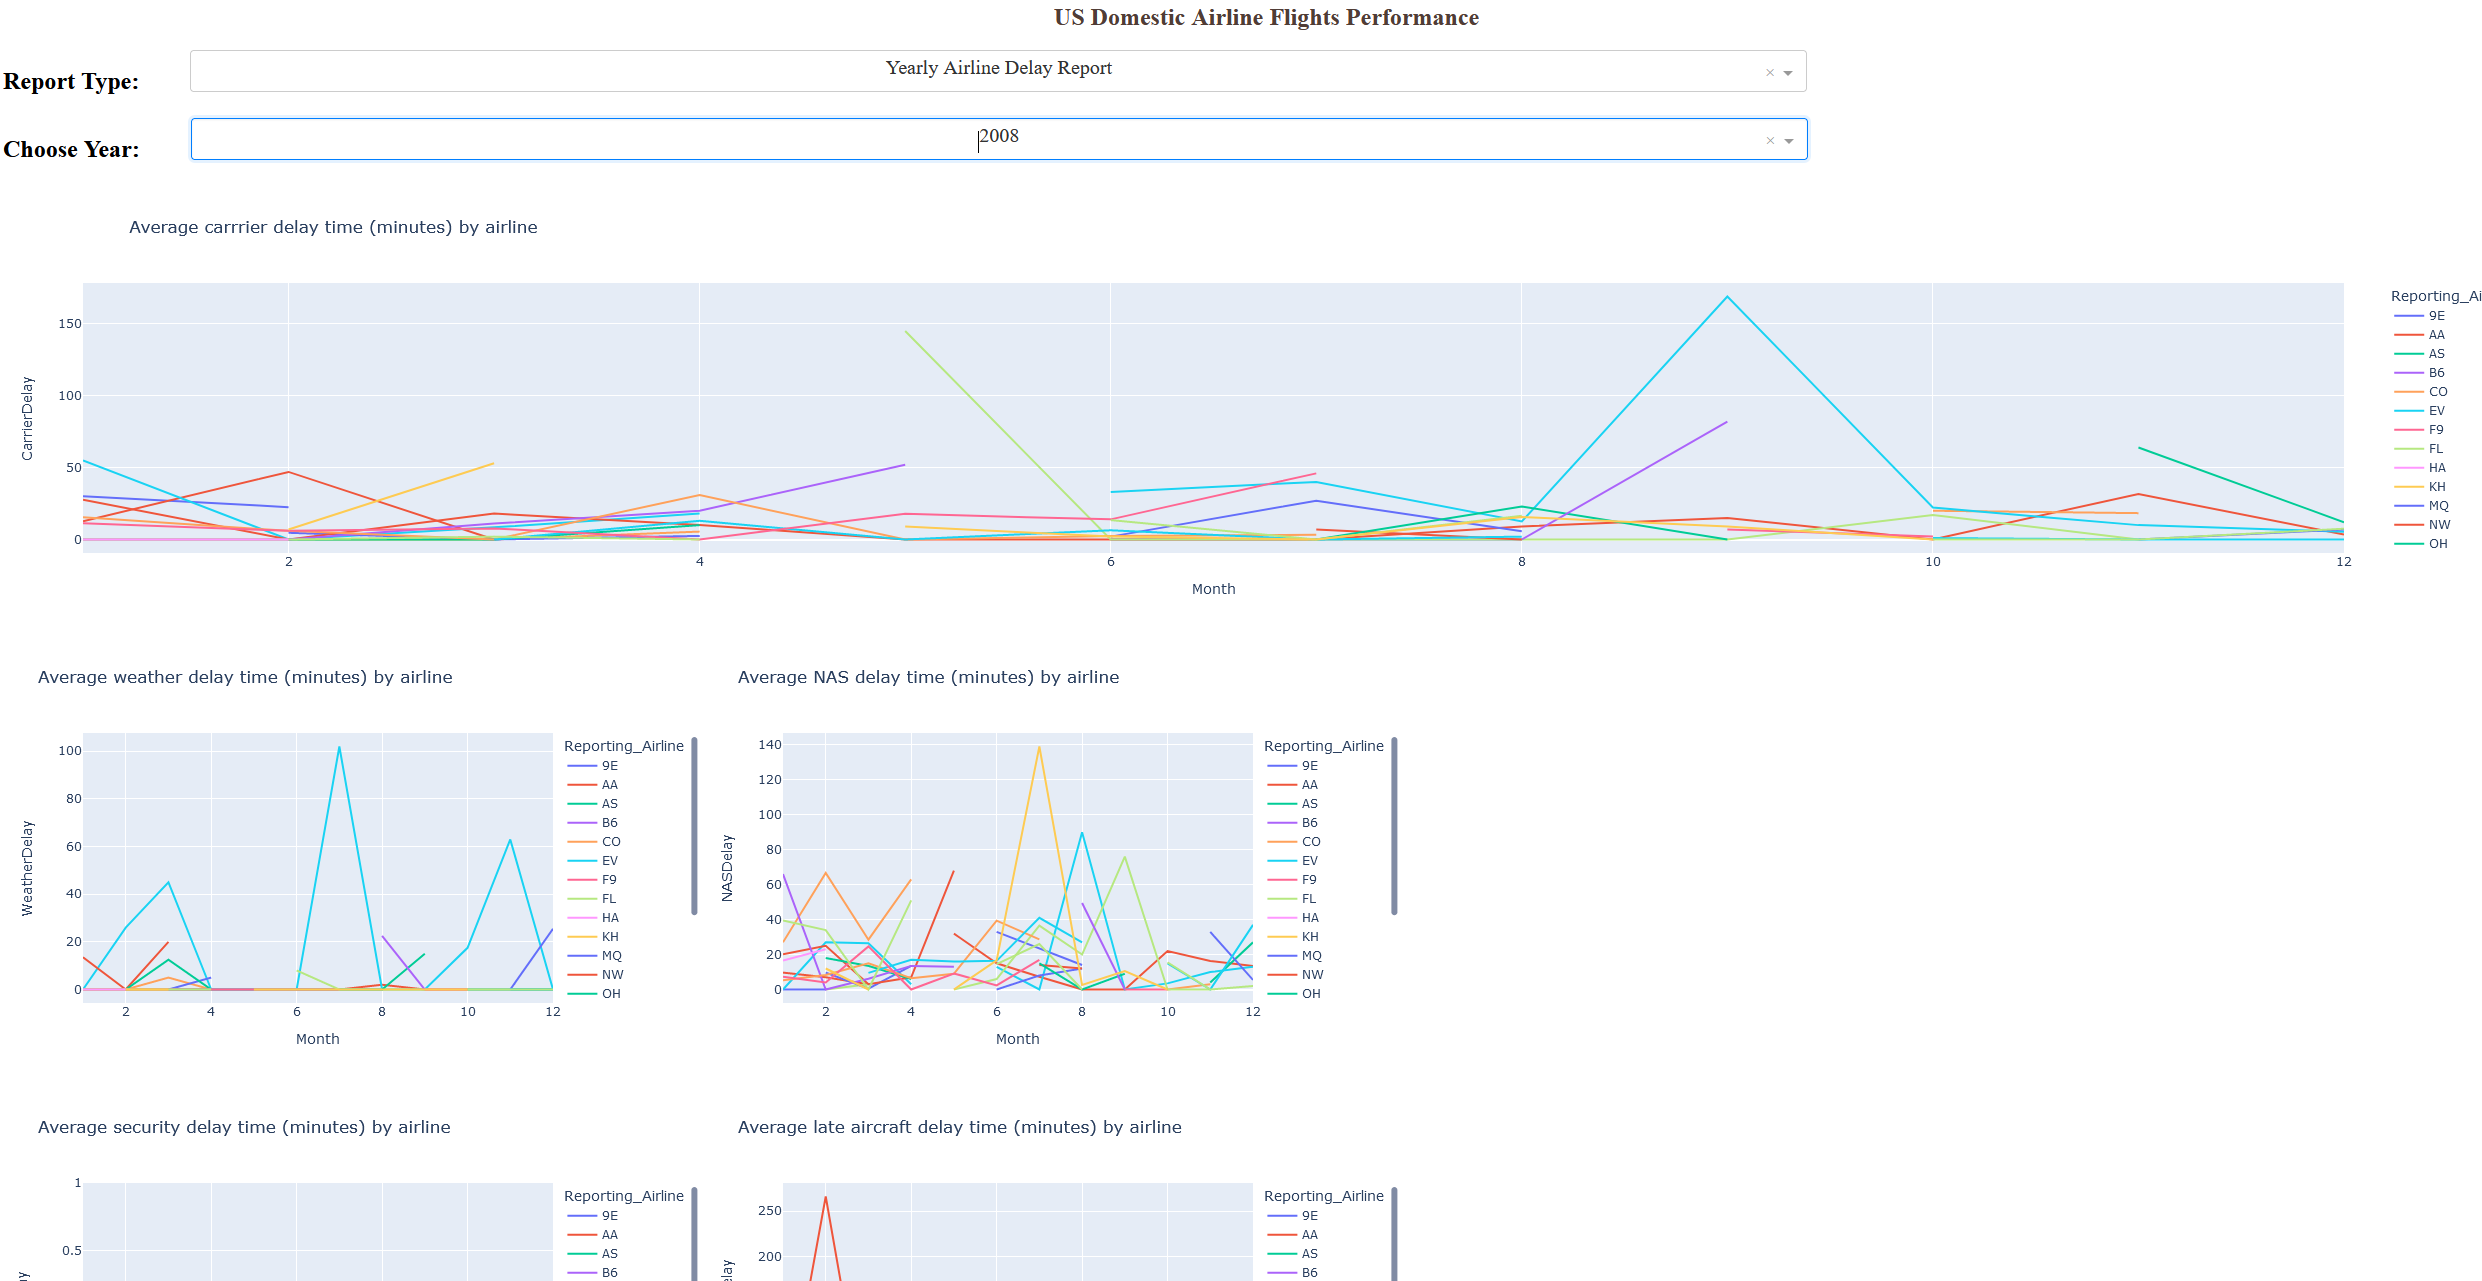 US Domestic Airline Flights Performance
Report Type:
Yearly Airline Delay Report
×
Choose Year:
2008
×
Average carrrier delay time (minutes) by airline
CarrierDelay
150
100
50
0
2 4 6 8 10 12
Month
Reporting_Ai
9E
AA
AS
B6
CO
EV
F9
FL
HA
KH
MQ
NW
OH
Average weather delay time (minutes) by airline
WeatherDelay
100
80
60
40
20
0
2 4 6 8 10 12
Month
Reporting_Airline
9E
AA
AS
B6
CO
EV
F9
FL
HA
KH
MQ
NW
OH
Average NAS delay time (minutes) by airline
NASDelay
140
120
100
80
60
40
20
0
2 4 6 8 10 12
Month
Reporting_Airline
9E
AA
AS
B6
CO
EV
F9
FL
HA
KH
MQ
NW
OH
Average security delay time (minutes) by airline
1
0.5
ay
Reporting_Airline
9E
AA
AS
B6
Average late aircraft delay time (minutes) by airline
250
200
elay
Reporting_Airline
9E
AA
AS
B6